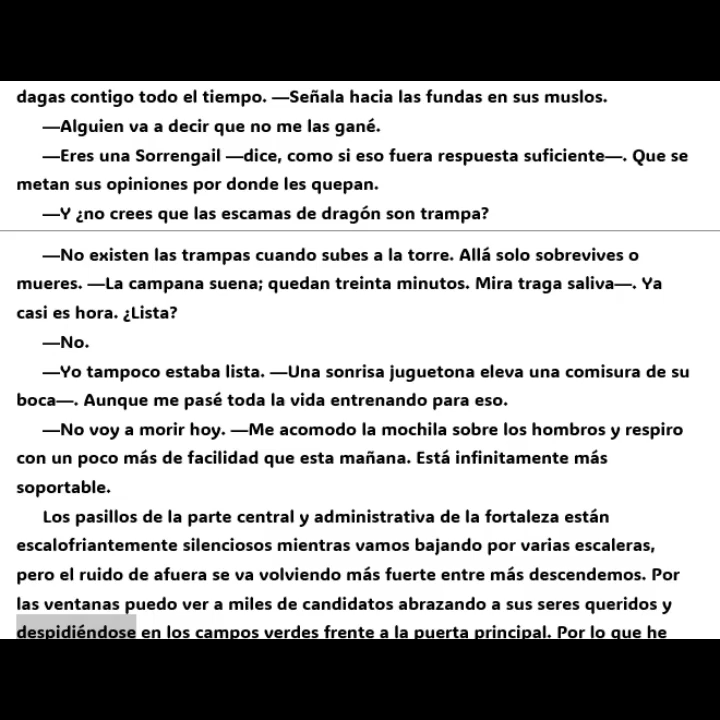 dagas contigo todo el tiempo. —Señala hacia las fundas en sus muslos.
—Alguien va a decir que no me las gané.
—Eres una Sorrengail —dice, como si eso fuera respuesta suficiente—. Que se
metan sus opiniones por donde les quepan.
—Y ¿no crees que las escamas de dragón son trampa?
—No existen las trampas cuando subes a la torre. Allá solo sobrevives o
mueres. —La campana suena; quedan treinta minutos. Mira traga saliva—. Ya
casi es hora. ¿Lista?
—No.
—Yo tampoco estaba lista. —Una sonrisa juguetona eleva una comisura de su
boca—. Aunque me pasé toda la vida entrenando para eso.
—No voy a morir hoy. —Me acomodo la mochila sobre los hombros y respiro
con un poco más de facilidad que esta mañana. Está infinitamente más
soportable.
Los pasillos de la parte central y administrativa de la fortaleza están
escalofriantemente silenciosos mientras vamos bajando por varias escaleras,
pero el ruido de afuera se va volviendo más fuerte entre más descendemos. Por
las ventanas puedo ver a miles de candidatos abrazando a sus seres queridos y
despidiéndose en los campos verdes frente a la puerta principal. Por lo que he